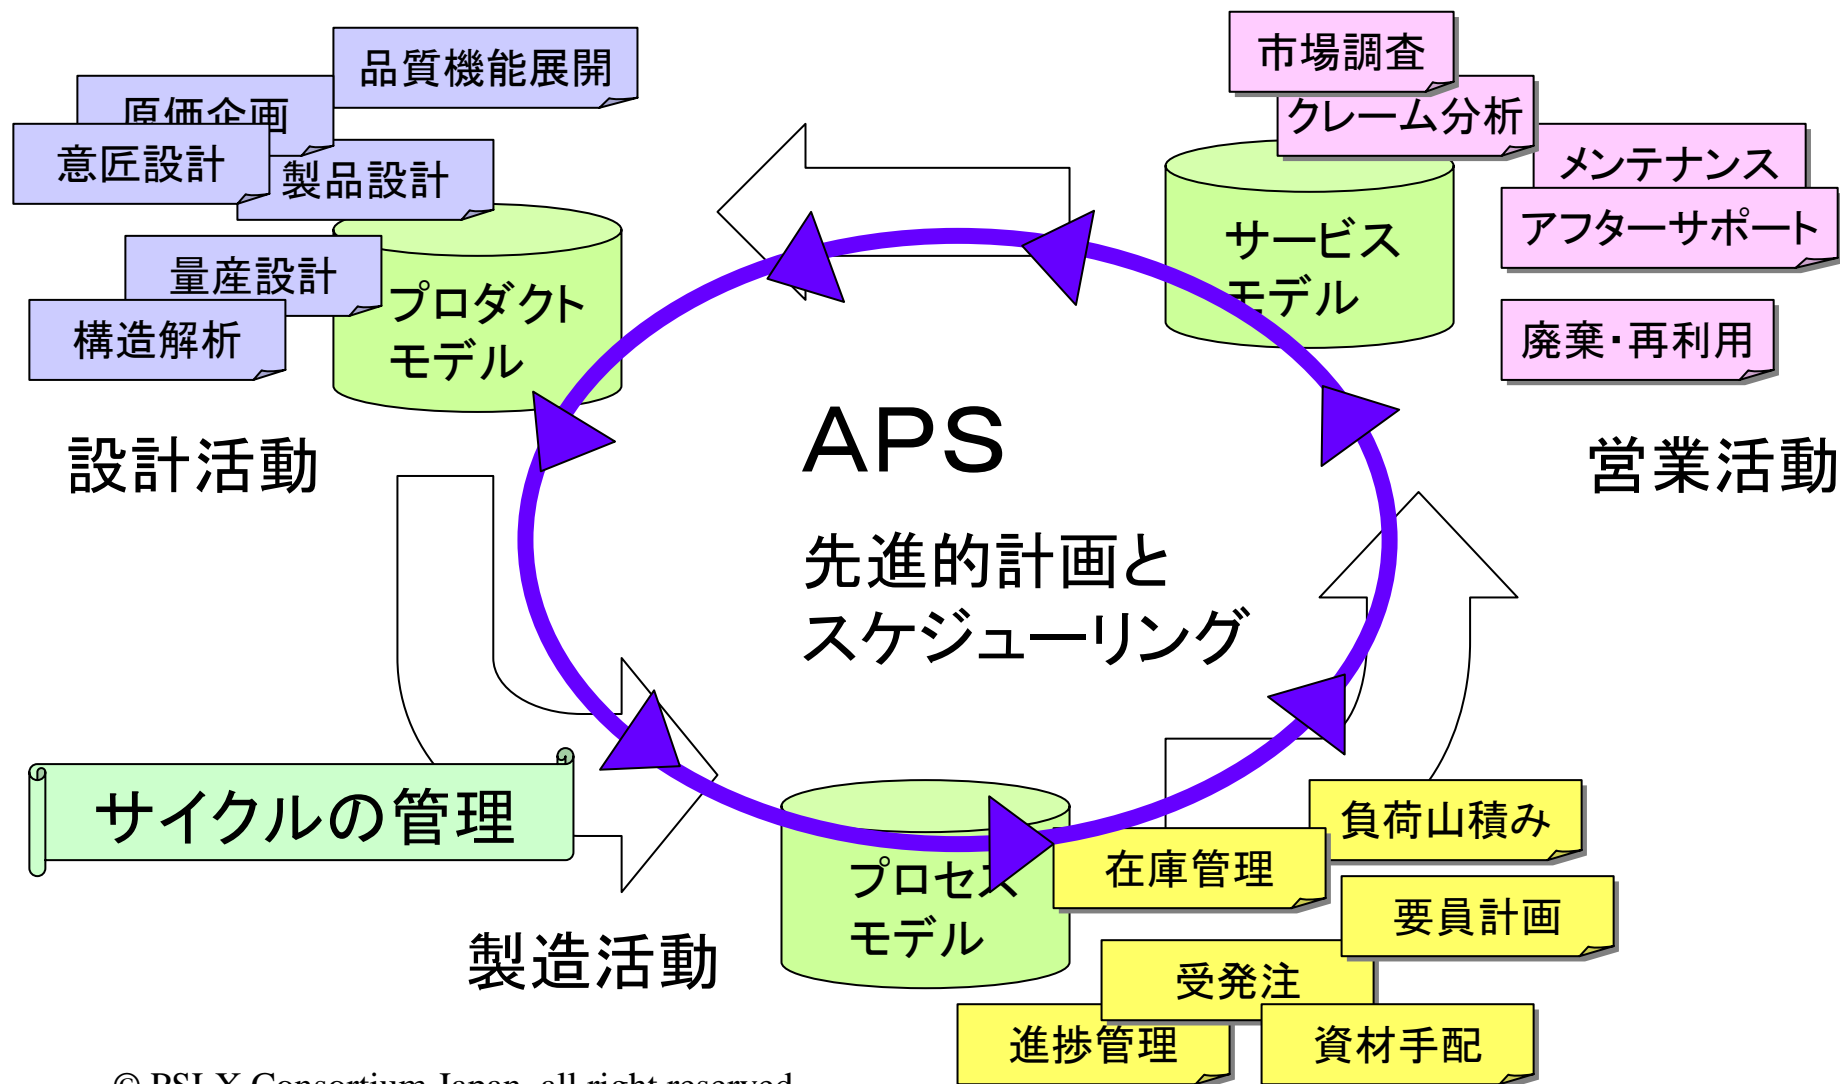 品質機能展開
原価企画
意匠設計
製品設計
量産設計
構造解析
プロダクト
モデル
設計活動
市場調査
クレーム分析
メンテナンス
アフターサポート
廃棄・再利用
サービス
モデル
営業活動
APS
先進的計画と
スケジューリング
サイクルの管理
製造活動
プロセス
モデル
負荷山積み
在庫管理
要員計画
受発注
進捗管理
資材手配
© PSLX Consortium Japan, all right reserved